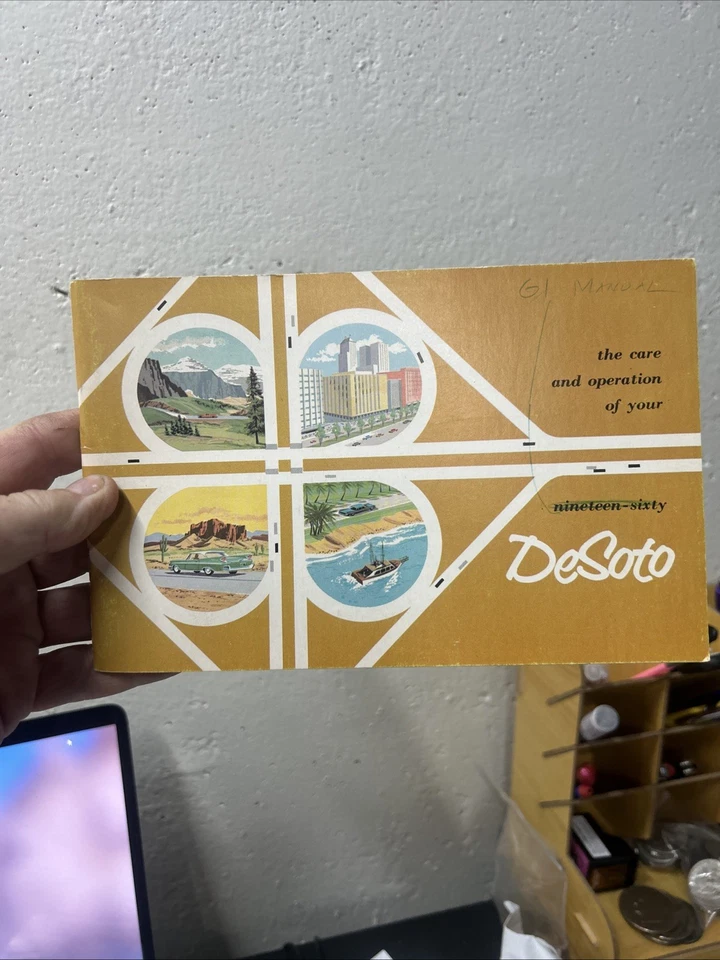 61 MANUAL
the care
and operation
of your
nineteen-sixty
DeSoto